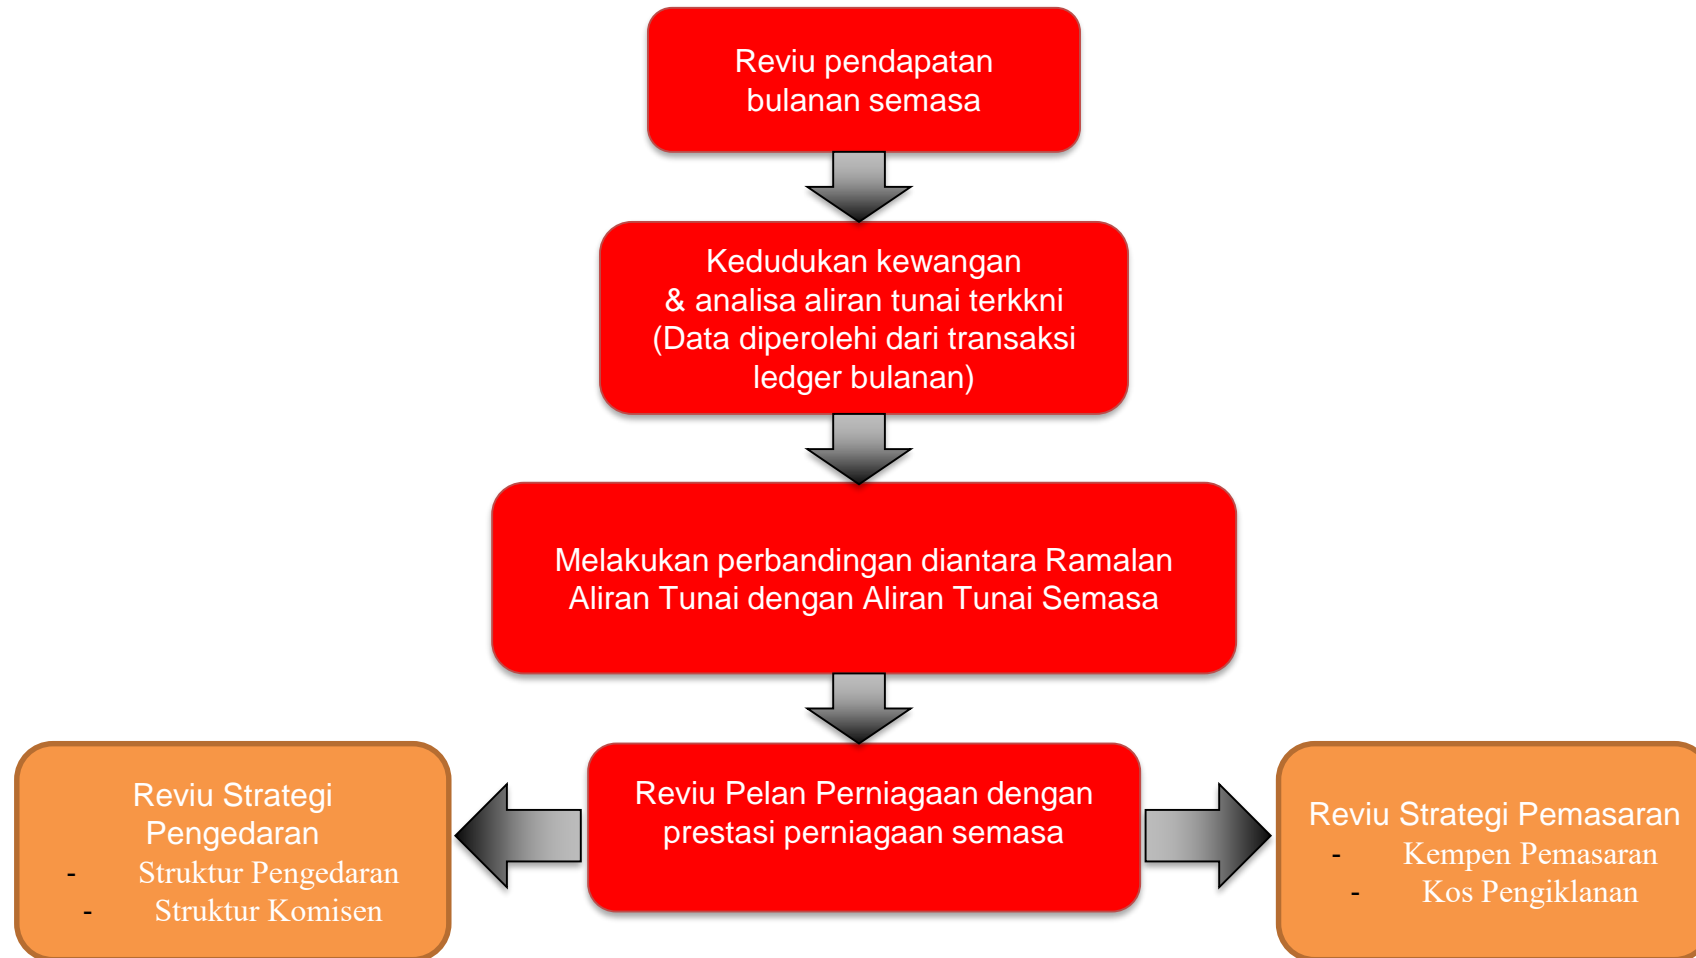 Reviu pendapatan
bulanan semasa
Kedudukan kewangan
& analisa aliran tunai terkkni
(Data diperolehi dari transaksi
ledger bulanan)
Melakukan perbandingan diantara Ramalan
Aliran Tunai dengan Aliran Tunai Semasa
Reviu Strategi
Pengedaran
- Struktur Pengedaran
- Struktur Komisen
Reviu Pelan Perniagaan dengan
prestasi perniagaan semasa
Reviu Strategi Pemasaran
- Kempen Pemasaran
- Kos Pengiklanan